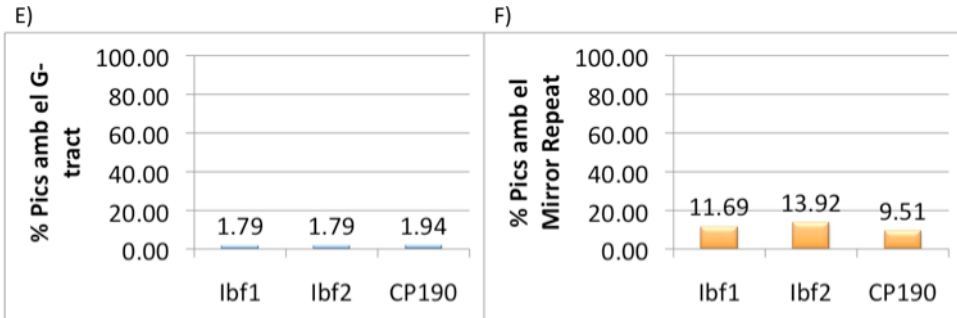 E)
% Pics amb el G-
tract
100.00
80.00
60.00
40.00
20.00
0.00
1.79
1.79
1.94
Ibf1
Ibf2
CP190
F)
% Pics amb el
Mirror Repeat
100.00
80.00
60.00
40.00
20.00
0.00
11.69
13.92
9.51
Ibf1
Ibf2
CP190